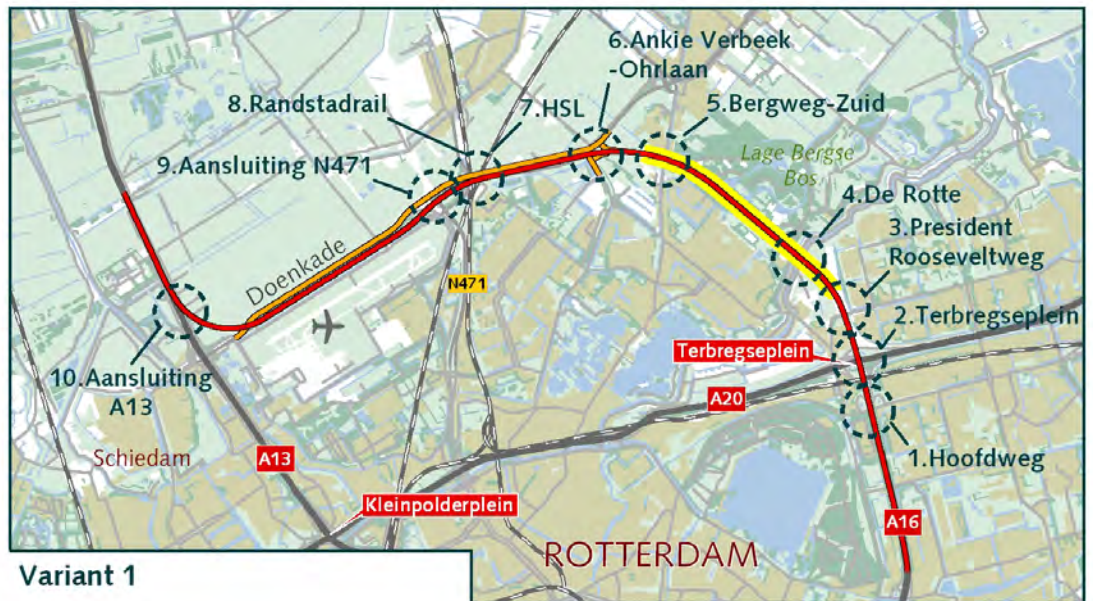 6.Ankie Verbeek
-Ohrlaan
8.Randstadrail
7.HSL
5.Bergweg-Zuid
9.Aansluiting N471
Lage Bergse
Bos
4.De Rotte
3.President
Rooseveltweg
Doenkade
N471
2.Terbregseplein
Terbregseplein
10.Aansluiting
A13
A20
Schiedam
A13
1.Hoofdweg
Kleinpolderplein
A16
ROTTERDAM
Variant 1